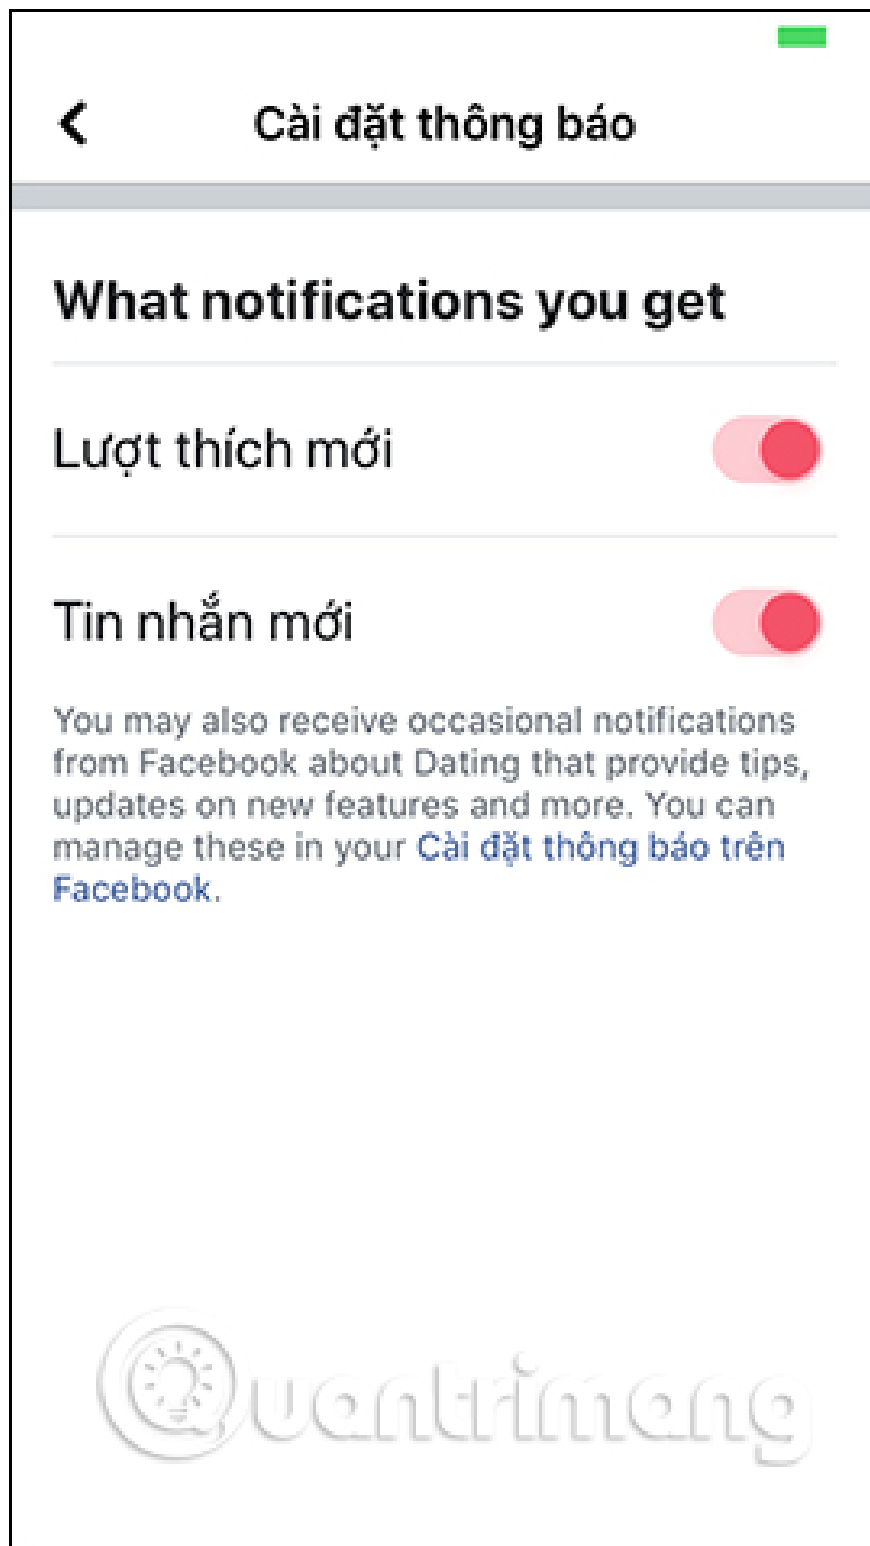 Cài đặt thông báo
What notifications you get
Lượt thích mới
Tin nhắn mới
You may also receive occasional notifications
from Facebook about Dating that provide tips,
updates on new features and more. You can
manage these in your Cài đặt thông báo trên
Facebook.
Quantrimang